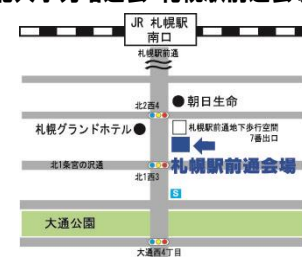 JR 札幌駅
南口
札幌駅前通
北2西4
●朝日生命
札幌グランドホテル●
札幌駅前通地下歩行空間
7番出口
札幌駅前通会場
北1条宮の沢通
北1西3
S
大通公園
大通西4丁目